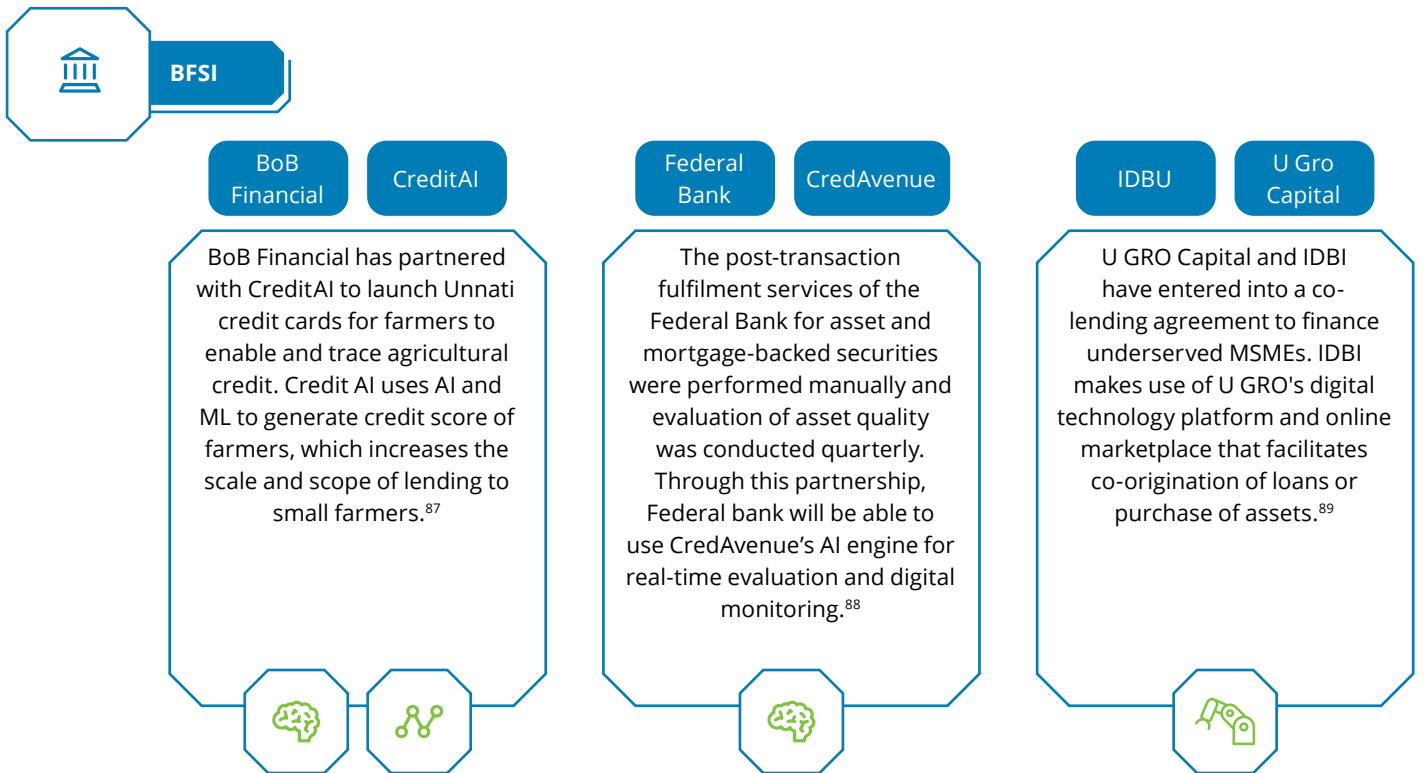 BFSI
BoB
Financial
CreditAI
BoB Financial has partnered
with CreditAI to launch Unnati
credit cards for farmers to
enable and trace agricultural
credit. Credit AI uses AI and
ML to generate credit score of
farmers, which increases the
scale and scope of lending to
small farmers.87
Federal
Bank
CredAvenue
The post-transaction
fulfilment services of the
Federal Bank for asset and
mortgage-backed securities
were performed manually and
evaluation of asset quality
was conducted quarterly.
Through this partnership,
Federal bank will be able to
use CredAvenue’s AI engine for
real-time evaluation and digital
monitoring.88
IDBU
U Gro
Capital
U GRO Capital and IDBI
have entered into a co-
lending agreement to finance
underserved MSMEs. IDBI
makes use of U GRO's digital
technology platform and online
marketplace that facilitates
co-origination of loans or
purchase of assets.89